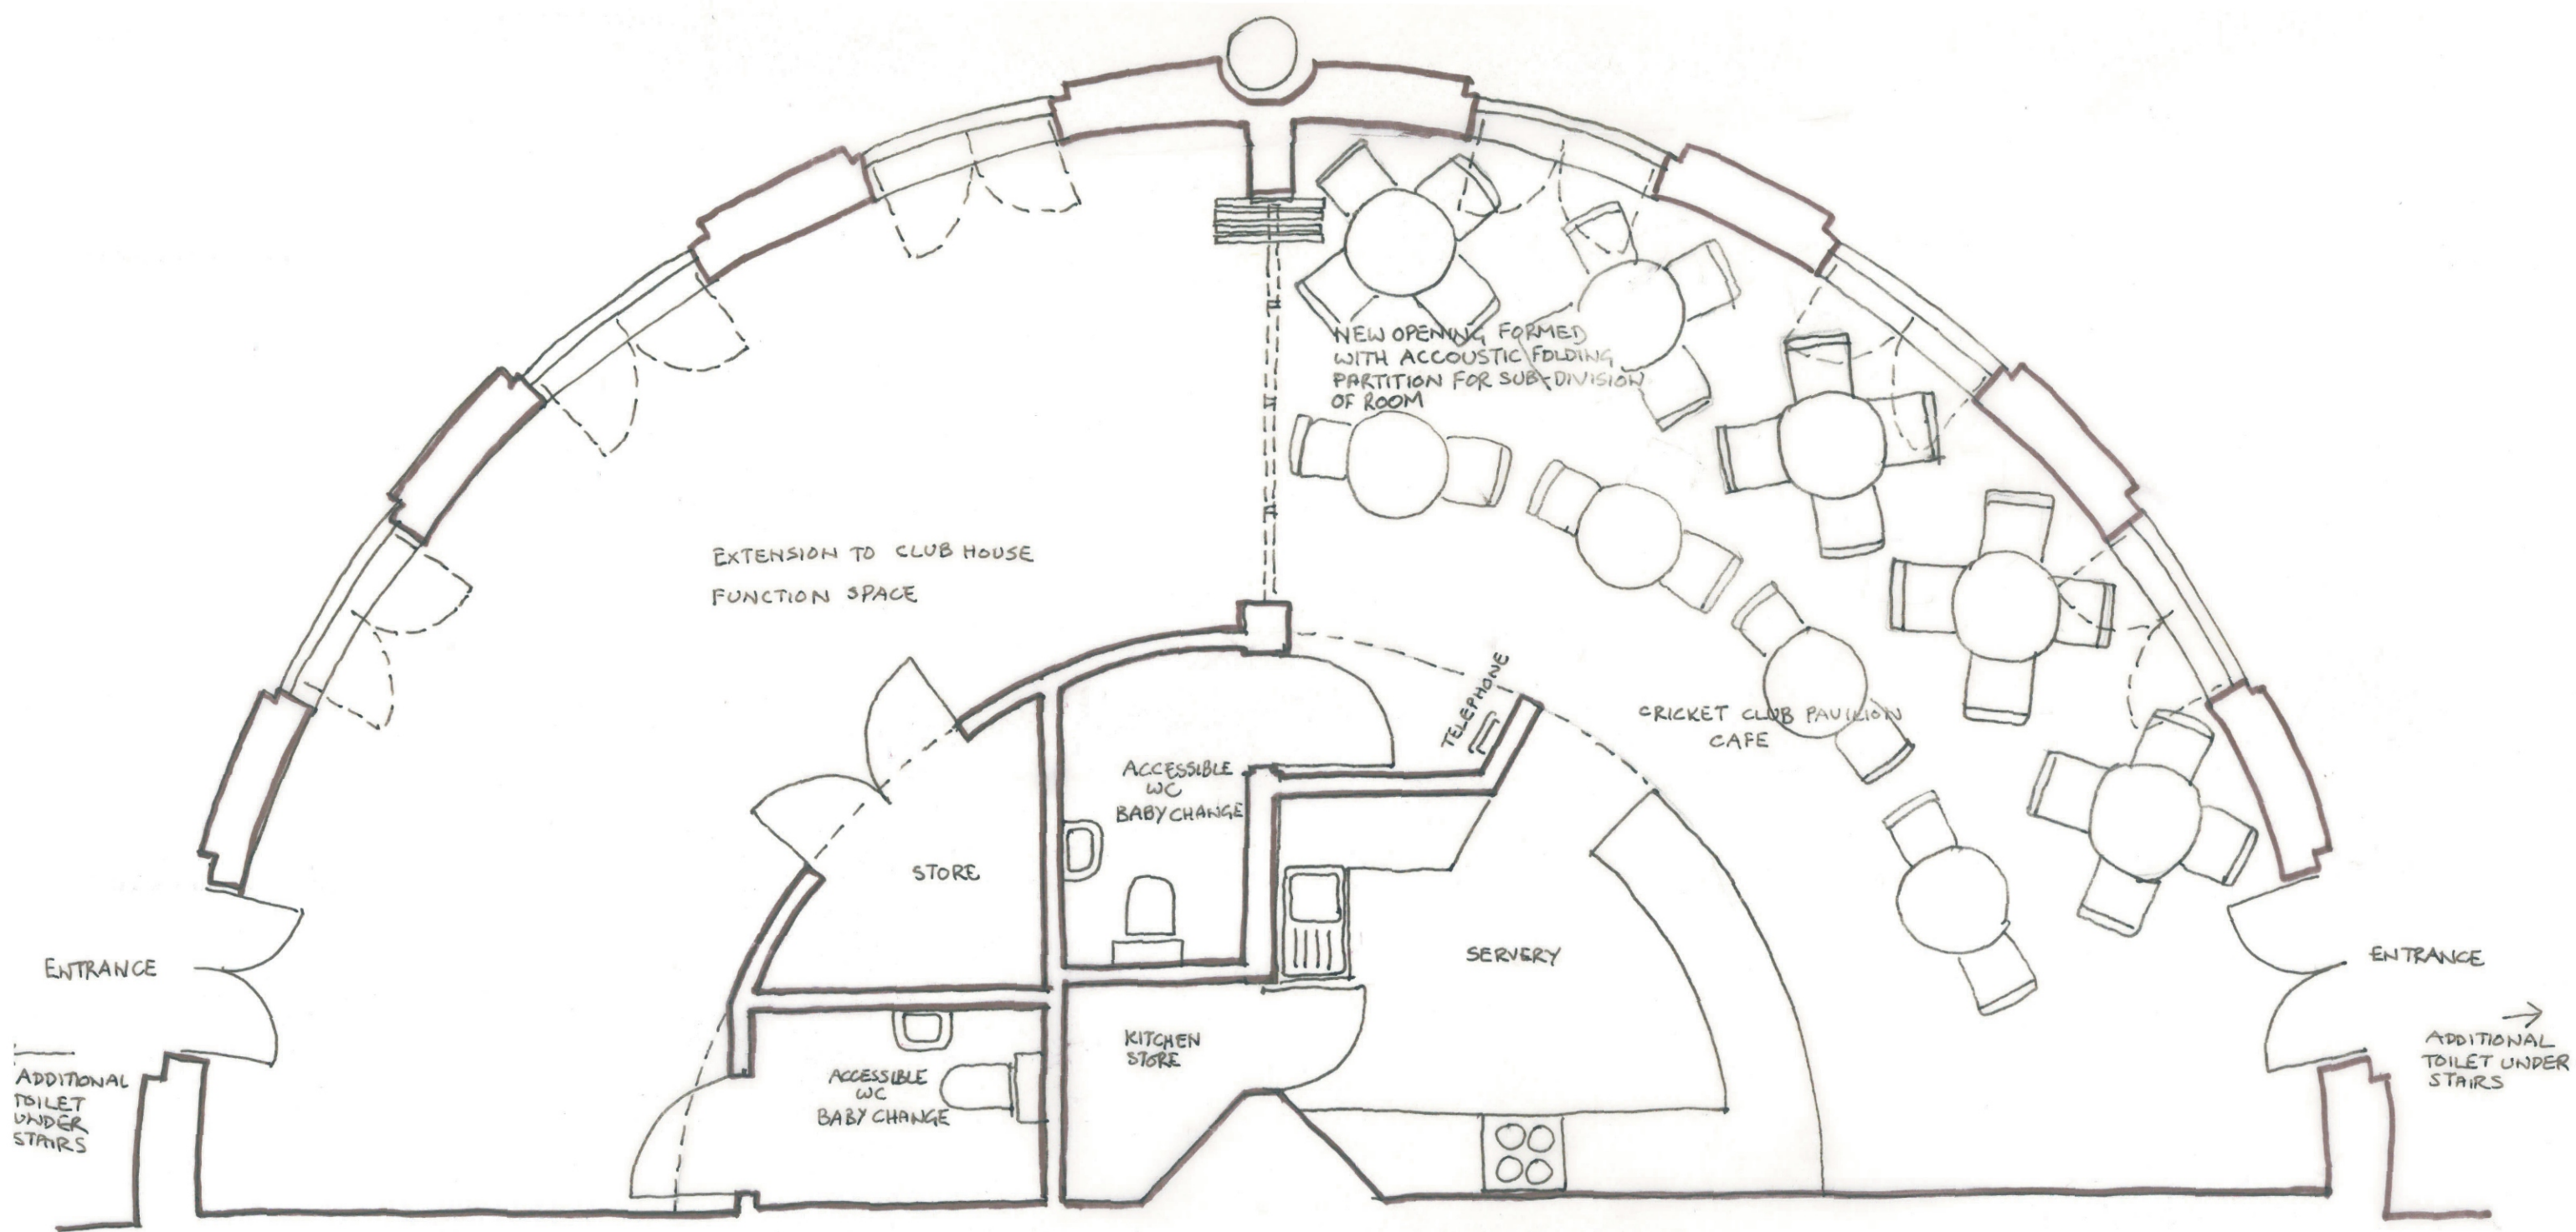 NEW OPENING FORMED
WITH ACCOUSTIC FOLDING
PARTITION FOR SUB-DIVISION
OF ROOM
EXTENSION TO CLUB HOUSE
FUNCTION SPACE
TELEPHONE
CRICKET CLUB PAVILION
CAFE
ACCESSIBLE
WC
BABY CHANGE
STORE
SERVERY
ENTRANCE
ENTRANCE
KITCHEN
STORE
ACCESSIBLE
WC
BABY CHANGE
ADDITIONAL
TOILET
UNDER
STAIRS
ADDITIONAL
TOILET UNDER
STAIRS